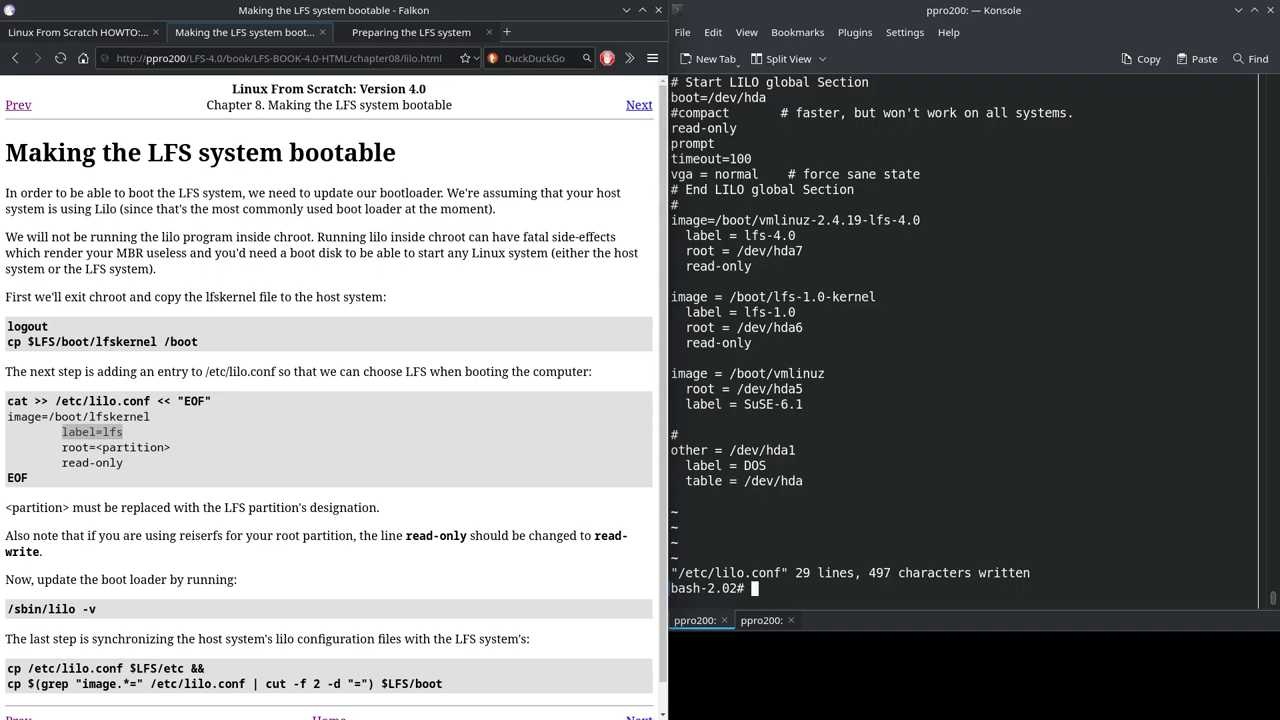 Making the LFS system bootable - Falkon
Linux From Scratch HOWTO:...
Making the LFS system boot...
Preparing the LFS system
http://ppro200/LFS-4.0/book/LFS-BOOK-4.0-HTML/chapter08/lilo.html
DuckDuckGo
Linux From Scratch: Version 4.0
Prev
Chapter 8. Making the LFS system bootable
Next
Making the LFS system bootable
In order to be able to boot the LFS system, we need to update our bootloader. We're assuming that your host
system is using Lilo (since that's the most commonly used boot loader at the moment).
We will not be running the lilo program inside chroot. Running lilo inside chroot can have fatal side-effects
which render your MBR useless and you'd need a boot disk to be able to start any Linux system (either the host
system or the LFS system).
First we'll exit chroot and copy the lfskernel file to the host system:
logout
cp $LFS/boot/lfskernel /boot
The next step is adding an entry to /etc/lilo.conf so that we can choose LFS when booting the computer:
cat >> /etc/lilo.conf << "EOF"
image=/boot/lfskernel
label=lfs
root=<partition>
read-only
EOF
<partition> must be replaced with the LFS partition's designation.
Also note that if you are using reiserfs for your root partition, the line read-only should be changed to read-
write.
Now, update the boot loader by running:
/sbin/lilo -v
The last step is synchronizing the host system's lilo configuration files with the LFS system's:
cp /etc/lilo.conf $LFS/etc &&
cp $(grep "image.*=" /etc/lilo.conf | cut -f 2 -d "=") $LFS/boot
Prev
Home
Next
ppro200: — Konsole
File Edit View Bookmarks Plugins Settings Help
New Tab
Split View
Copy
Paste
Find
# Start LILO global Section
boot=/dev/hda
#compact       # faster, but won't work on all systems.
read-only
prompt
timeout=100
vga = normal    # force sane state
# End LILO global Section
#
image=/boot/vmlinuz-2.4.19-lfs-4.0
label = lfs-4.0
root = /dev/hda7
read-only
image = /boot/lfs-1.0-kernel
label = lfs-1.0
root = /dev/hda6
read-only
image = /boot/vmlinuz
root = /dev/hda5
label = SuSE-6.1
#
other = /dev/hda1
label = DOS
table = /dev/hda
~
~
~
~
"/etc/lilo.conf" 29 lines, 497 characters written
bash-2.02#
ppro200:
ppro200: